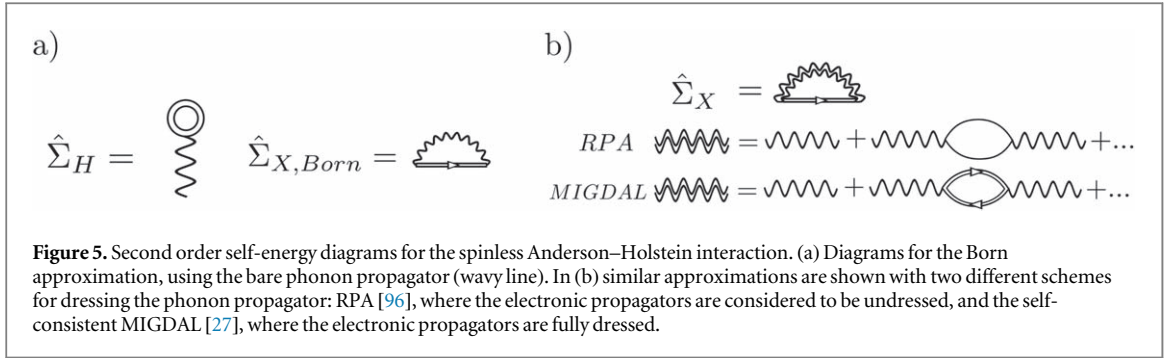 a)
b)
Σ̂_H =
Σ̂_{X,Born} =
Σ̂_X =
RPA = + +...
MIGDAL = + +...
Figure 5. Second order self-energy diagrams for the spinless Anderson–Holstein interaction. (a) Diagrams for the Born
approximation, using the bare phonon propagator (wavy line). In (b) similar approximations are shown with two different schemes
for dressing the phonon propagator: RPA [96], where the electronic propagators are considered to be undressed, and the self-
consistent MIGDAL [27], where the electronic propagators are fully dressed.